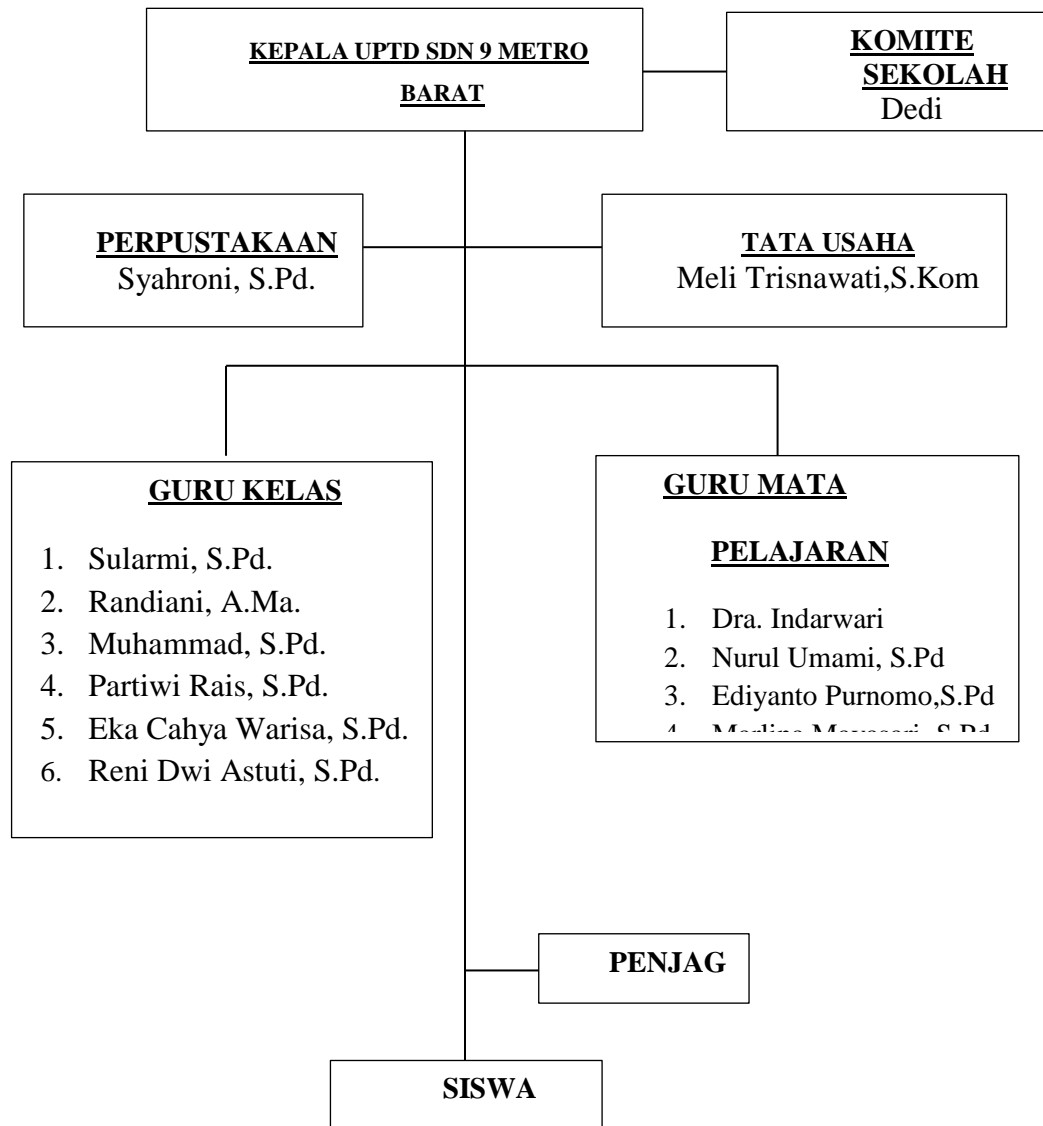 KEPALA UPTD SDN 9 METRO
BARAT
KOMITE
SEKOLAH
Dedi
PERPUSTAKAAN
Syahroni, S.Pd.
TATA USAHA
Meli Trisnawati,S.Kom
GURU KELAS
1. Sularmi, S.Pd.
2. Randiani, A.Ma.
3. Muhammad, S.Pd.
4. Partiwi Rais, S.Pd.
5. Eka Cahya Warisa, S.Pd.
6. Reni Dwi Astuti, S.Pd.
GURU MATA
PELAJARAN
1. Dra. Indarwari
2. Nurul Umami, S.Pd
3. Ediyanto Purnomo,S.Pd
PENJAG
SISWA